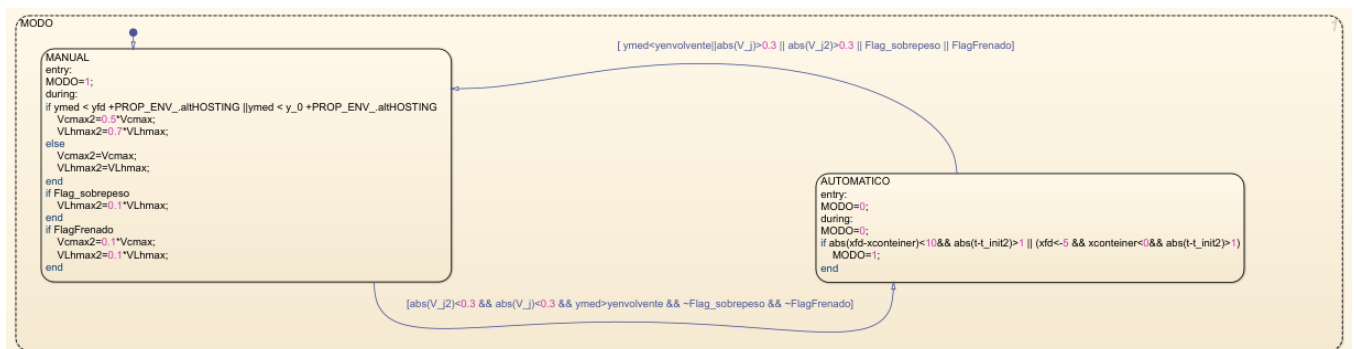 MODO
1
MANUAL
entry:
MODO=1;
during:
if ymed < yfd +PROP_ENV_.altHOSTING ||ymed < y_0 +PROP_ENV_.altHOSTING
Vcmax2=0.5*Vcmax;
VLhmax2=0.7*VLhmax;
else
Vcmax2=Vcmax;
VLhmax2=VLhmax;
end
if Flag_sobrepeso
VLhmax2=0.1*VLhmax;
end
if FlagFrenado
Vcmax2=0.1*Vcmax;
VLhmax2=0.1*VLhmax;
end
[ ymed<yenvolvente||abs(V_j)>0.3 || abs(V_j2)>0.3 || Flag_sobrepeso || FlagFrenado]
AUTOMATICO
entry:
MODO=0;
during:
MODO=0;
if abs(xfd-xconteiner)<10&& abs(t-t_init2)>1 || (xfd<-5 && xconteiner<0&& abs(t-t_init2)>1)
MODO=1;
end
[abs(V_j2)<0.3 && abs(V_j)<0.3 && ymed>yenvolvente && ~Flag_sobrepeso && ~FlagFrenado]